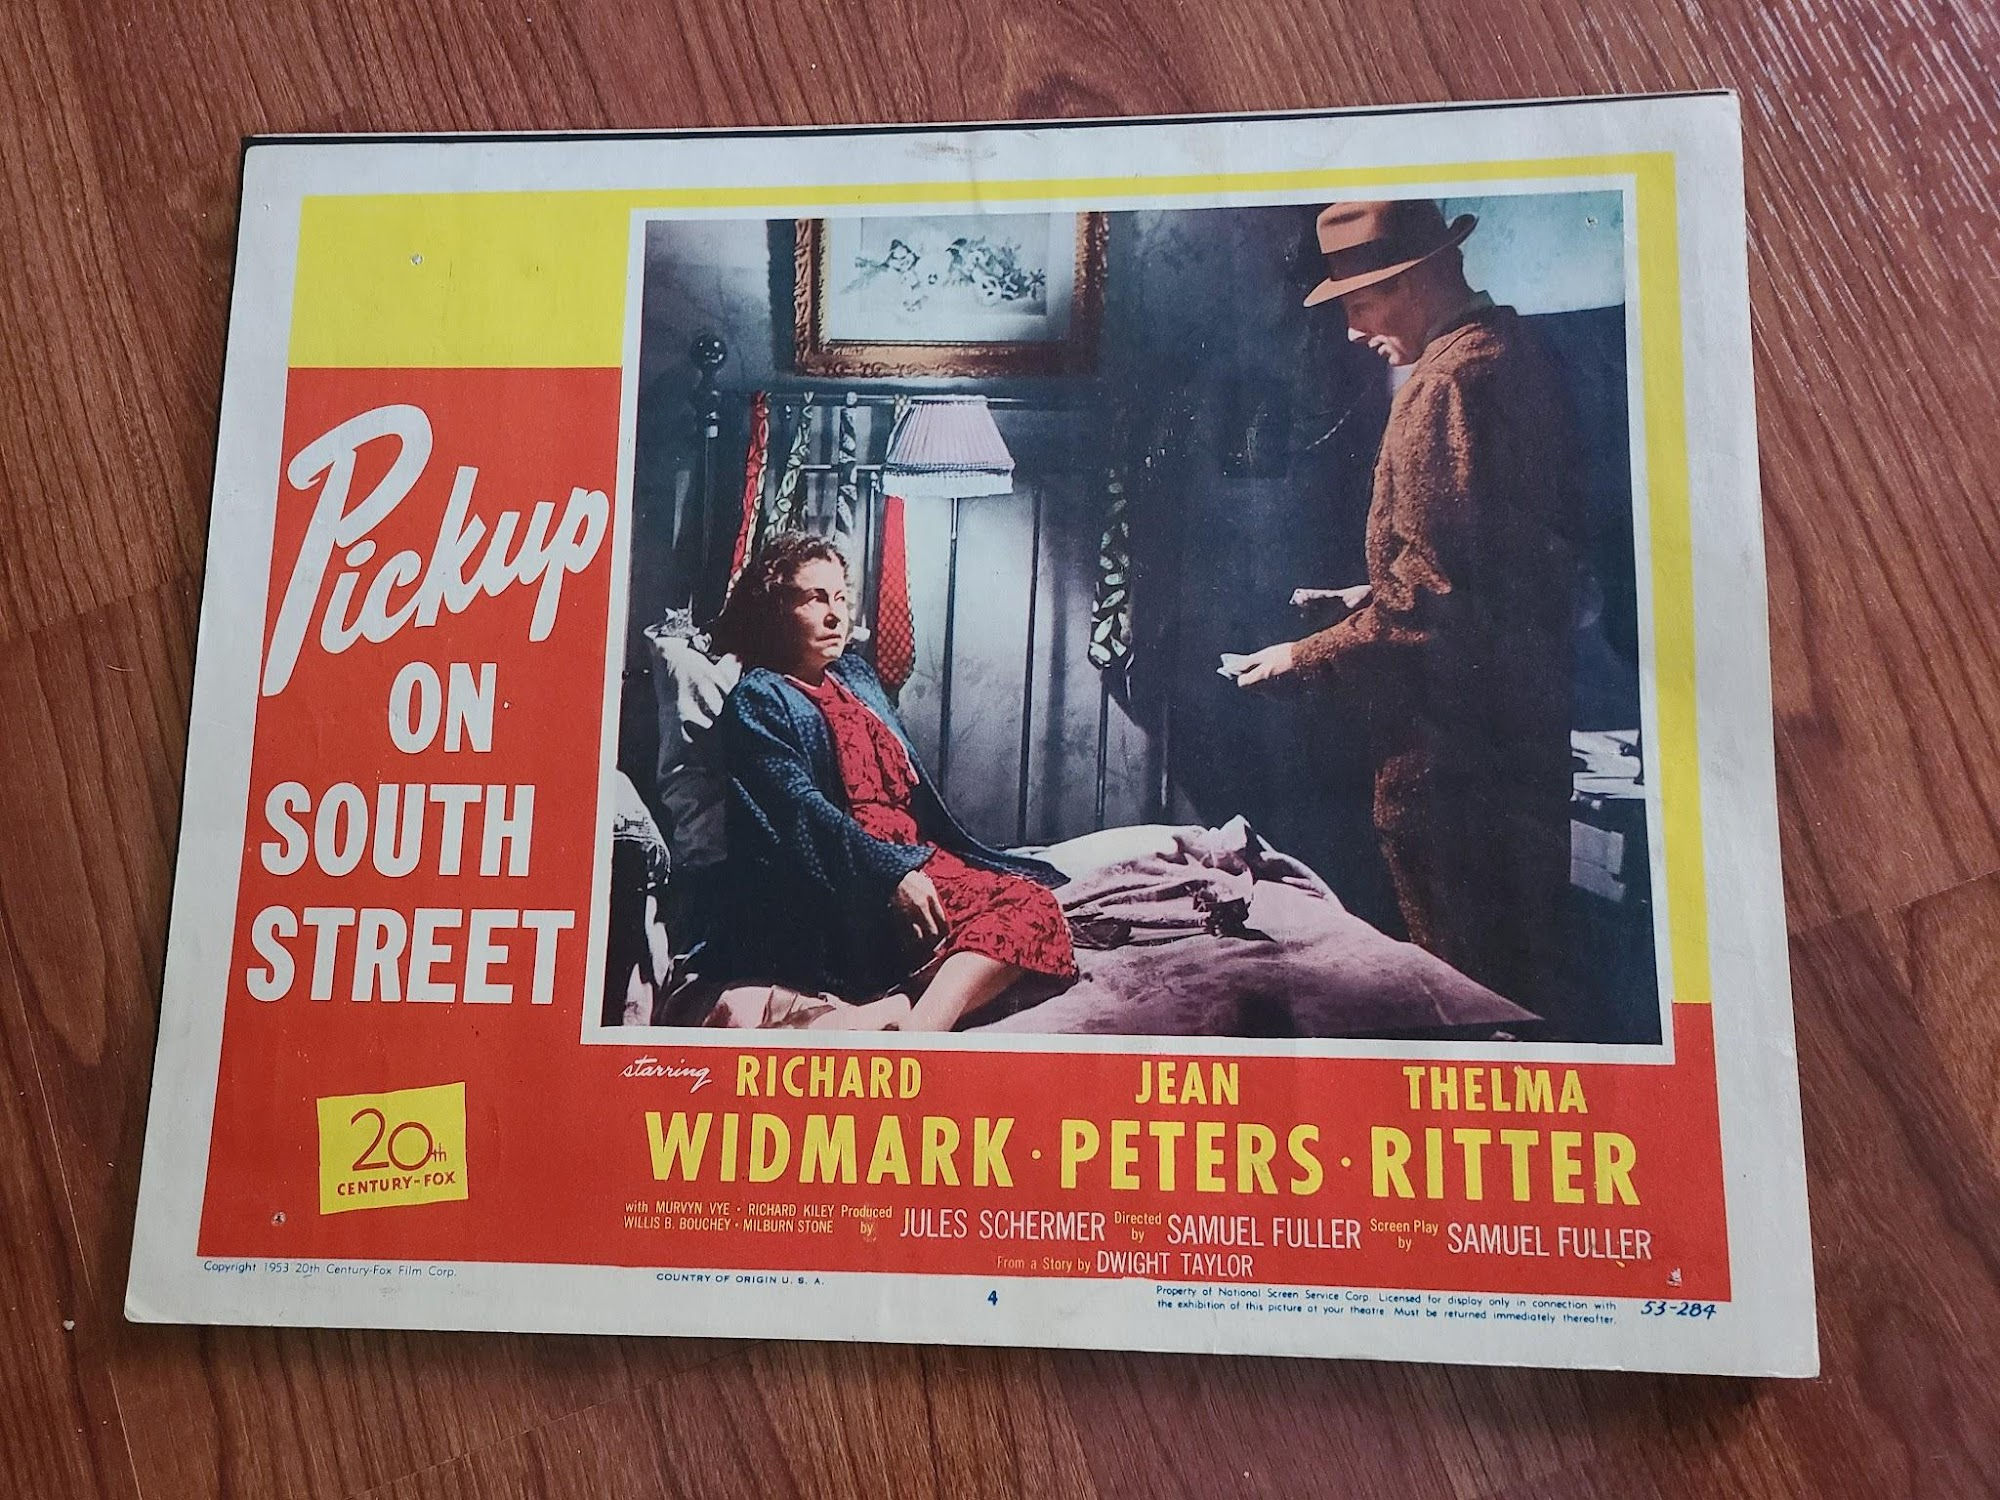 Pickup
ON
SOUTH
STREET
20th
CENTURY-FOX
starring RICHARD WIDMARK · JEAN PETERS · THELMA RITTER
with MURVYN VYE · RICHARD KILEY
WILLIS B. BOUCHEY · MILBURN STONE
Produced by JULES SCHERMER Directed by SAMUEL FULLER Screen Play by SAMUEL FULLER
From a Story by DWIGHT TAYLOR
Copyright 1953 20th Century-Fox Film Corp.
COUNTRY OF ORIGIN U. S. A.
4
Property of National Screen Service Corp. Licensed for display only in connection with
the exhibition of this picture at your theatre. Must be returned immediately thereafter.
53-284